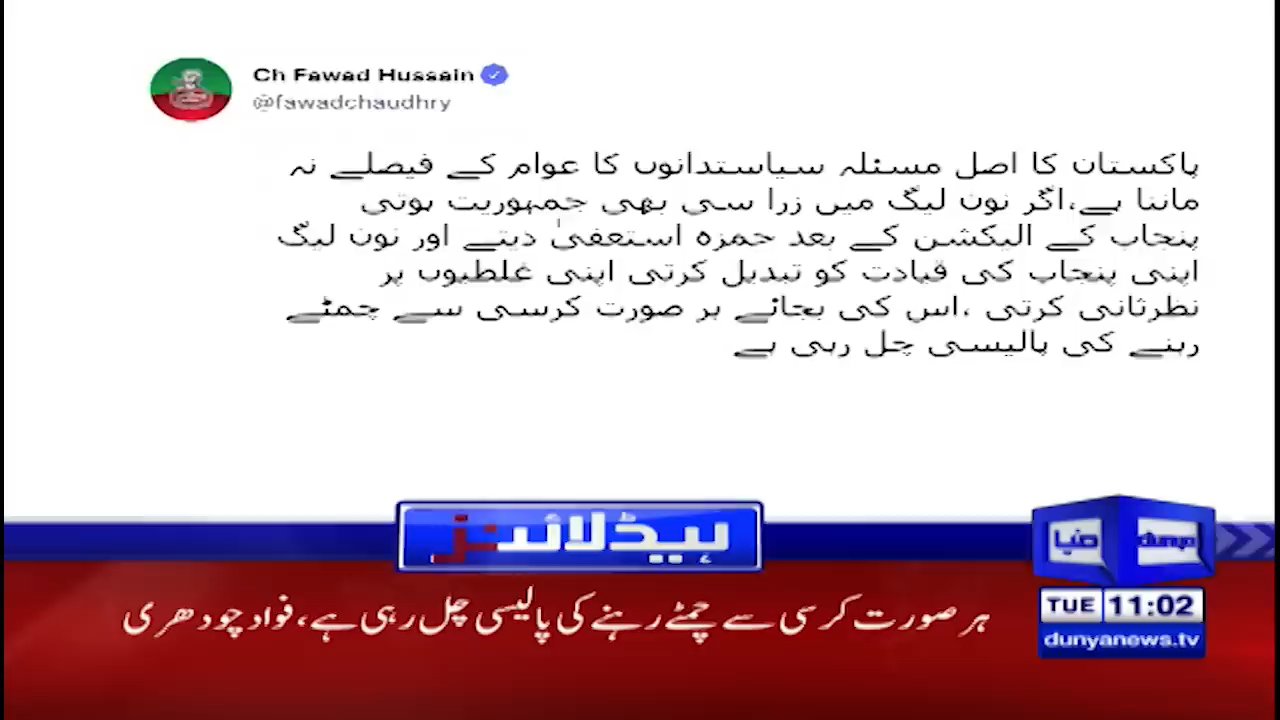 Ch Fawad Hussain
@fawadchaudhry
پاکستان کا اصل مسئلہ سیاستدانوں کا عوام کے فیصلے نہ
ماننا ہے،اگر نون لیگ میں زرا سی بھی جمہوریت ہوتی
پنجاب کے الیکشن کے بعد حمزہ استعفیٰ دیتے اور نون لیگ
اپنی پنجاب کی قیادت کو تبدیل کرتی اپنی غلطیوں پر
نظرثانی کرتی ،اس کی بجائے ہر صورت کرسی سے چمٹے
رہنے کی پالیسی چل رہی ہے
ہیڈلائنز
دنیا dunya
ہر صورت کرسی سے چمٹے رہنے کی پالیسی چل رہی ہے، فواد چودھری
TUE 11:02
dunyanews.tv